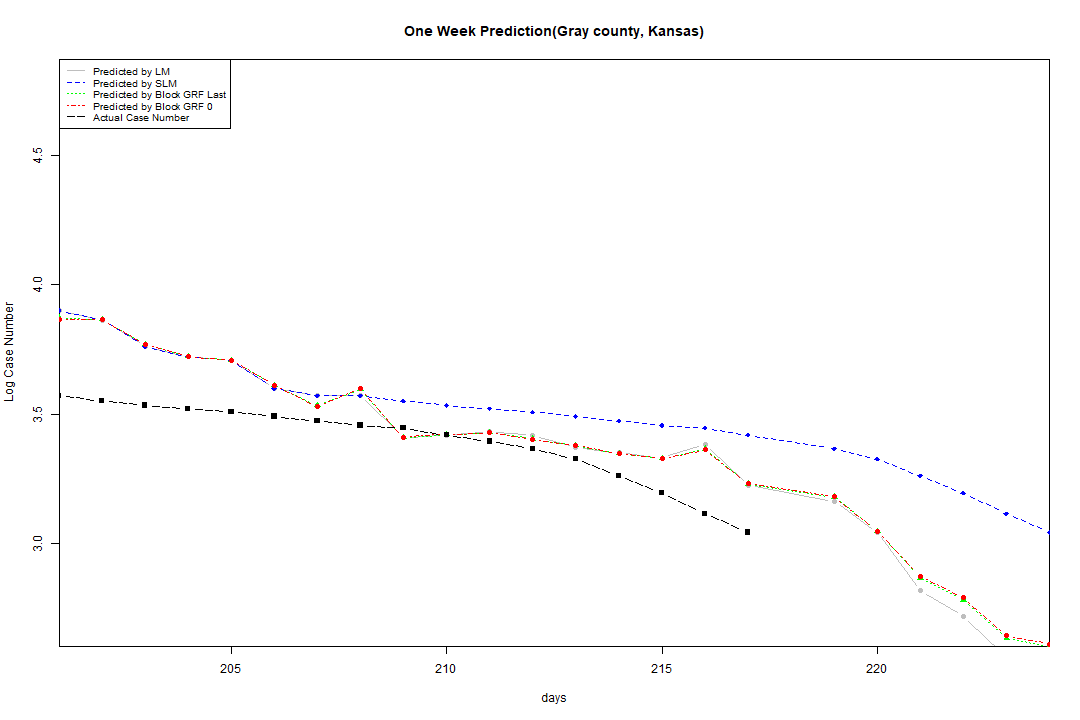 One Week Prediction(Gray county, Kansas)
Predicted by LM
Predicted by SLM
Predicted by Block GRF Last
Predicted by Block GRF 0
Actual Case Number
4.5
4.0
3.5
3.0
Log Case Number
205 210 215 220
days